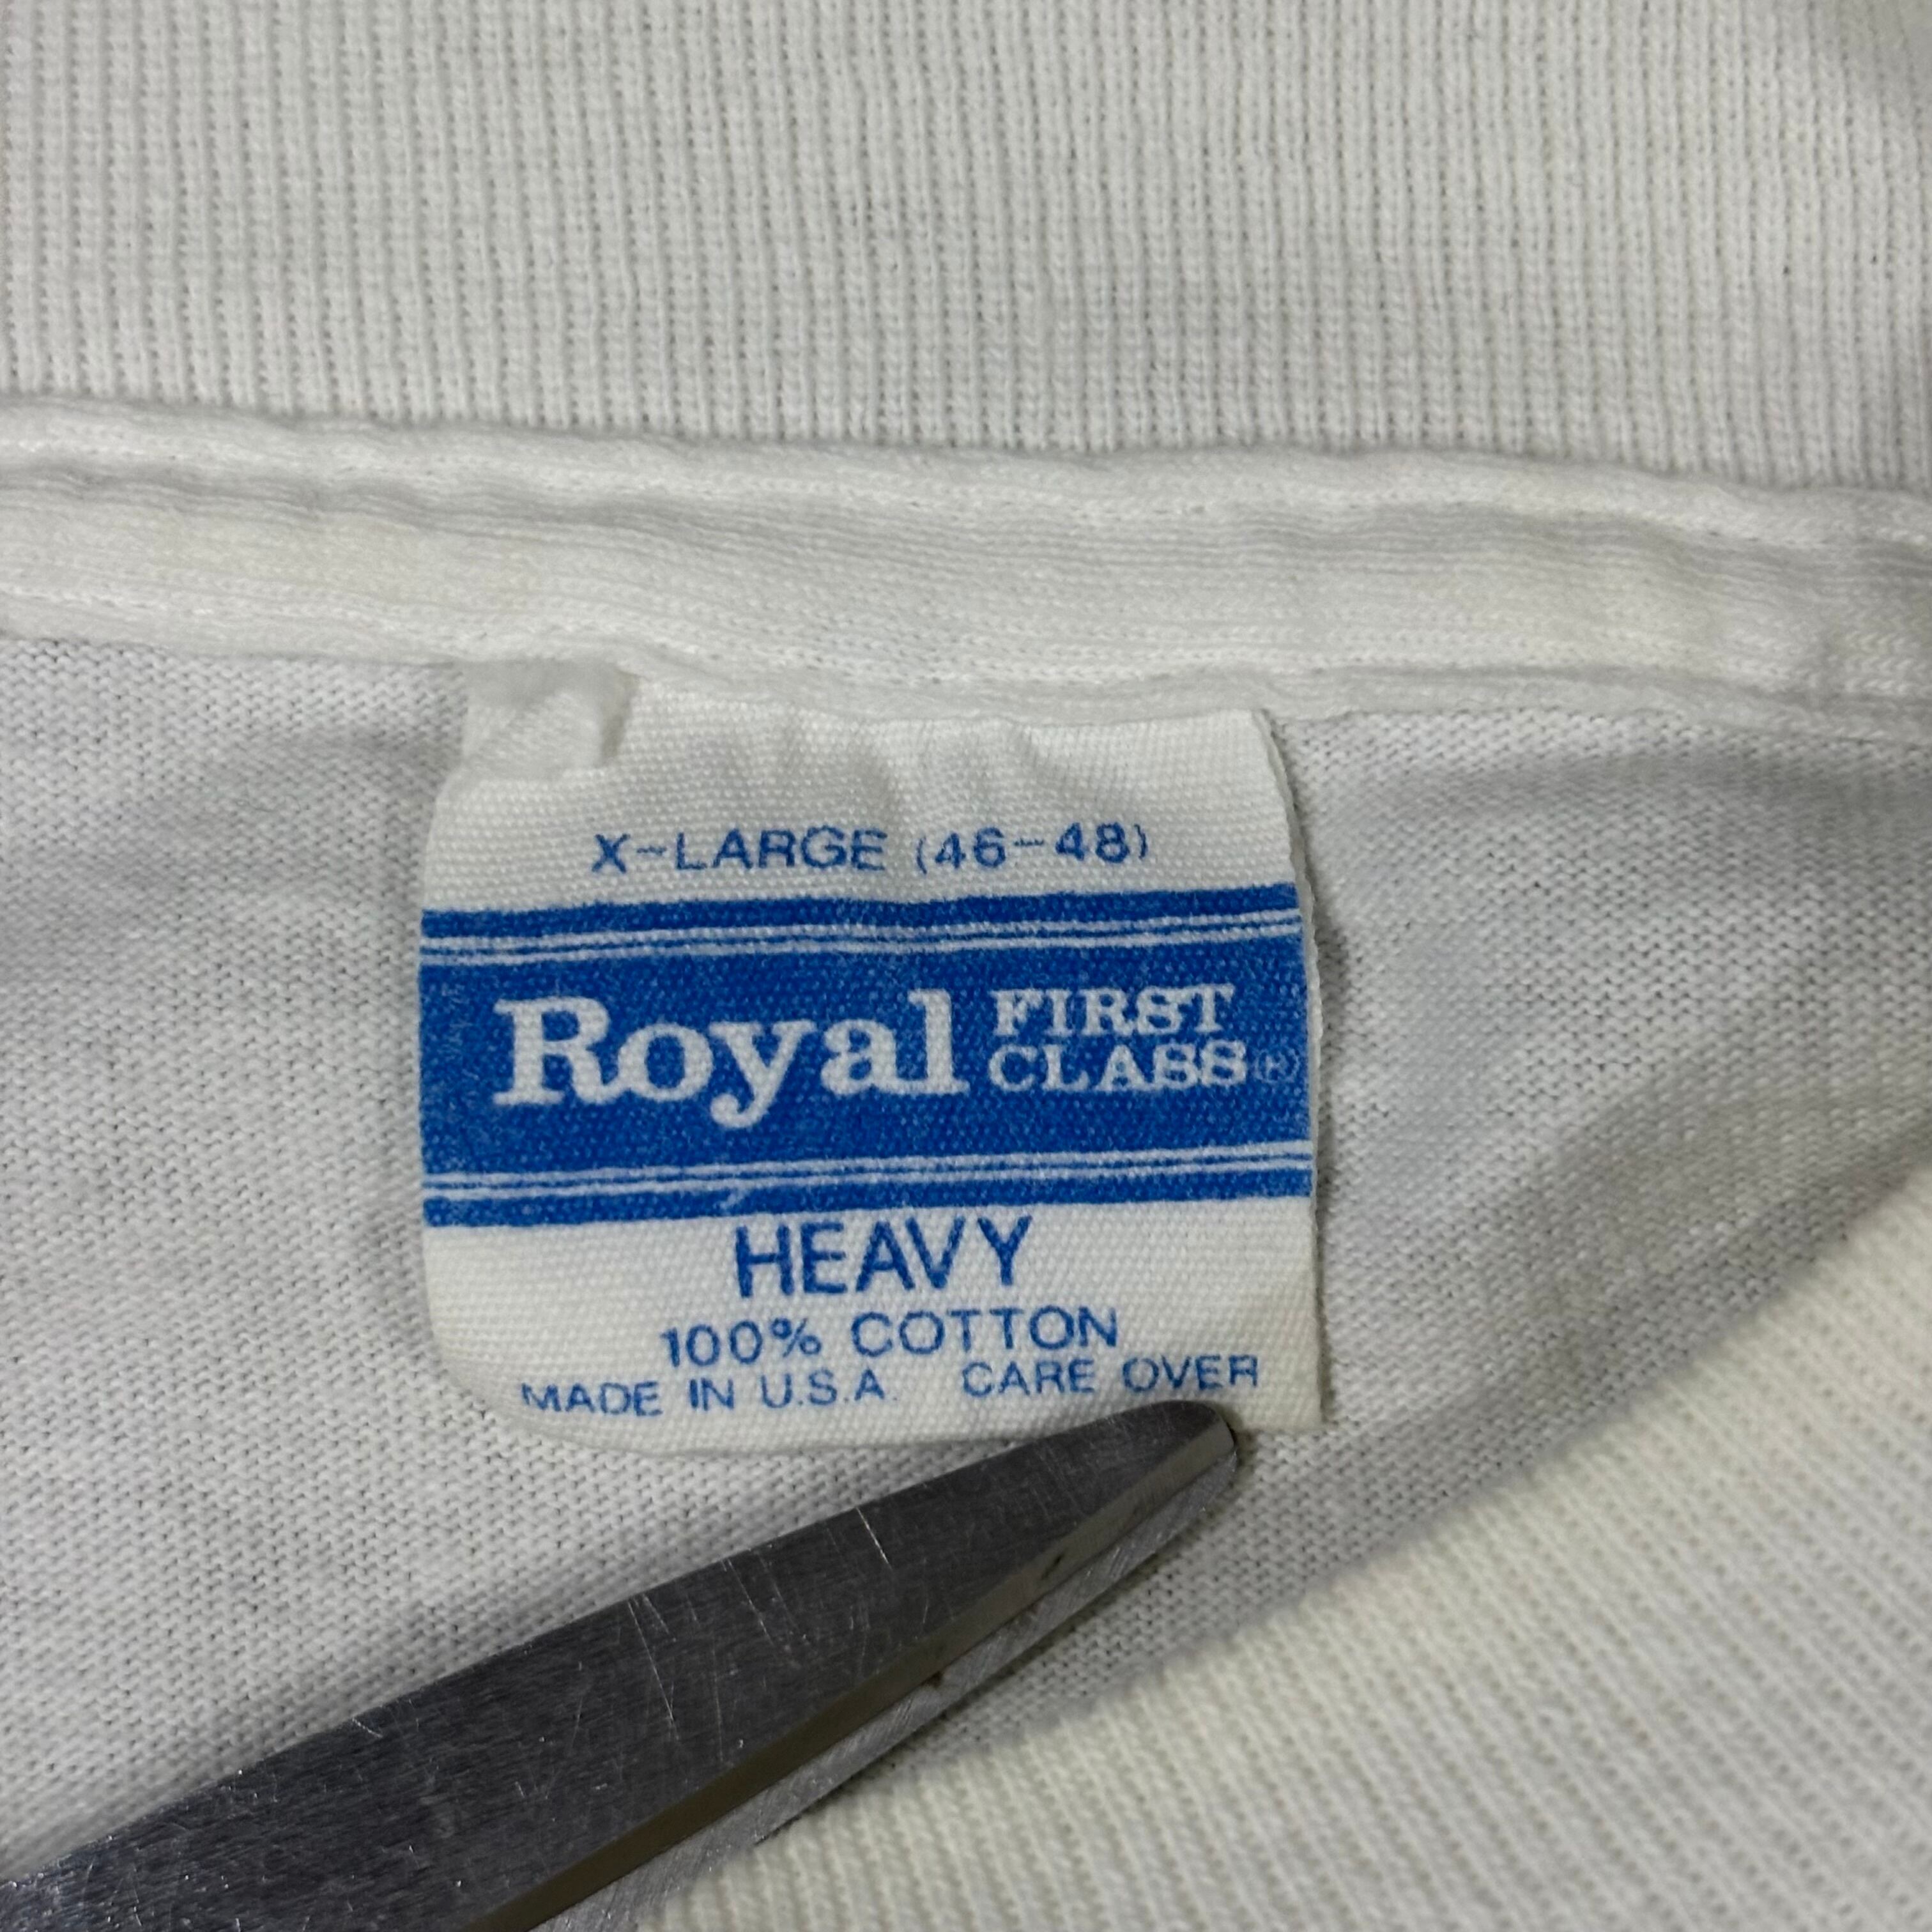 X-LARGE (46-48)
Royal FIRST CLASS®
HEAVY
100% COTTON
MADE IN U.S.A. CARE OVER